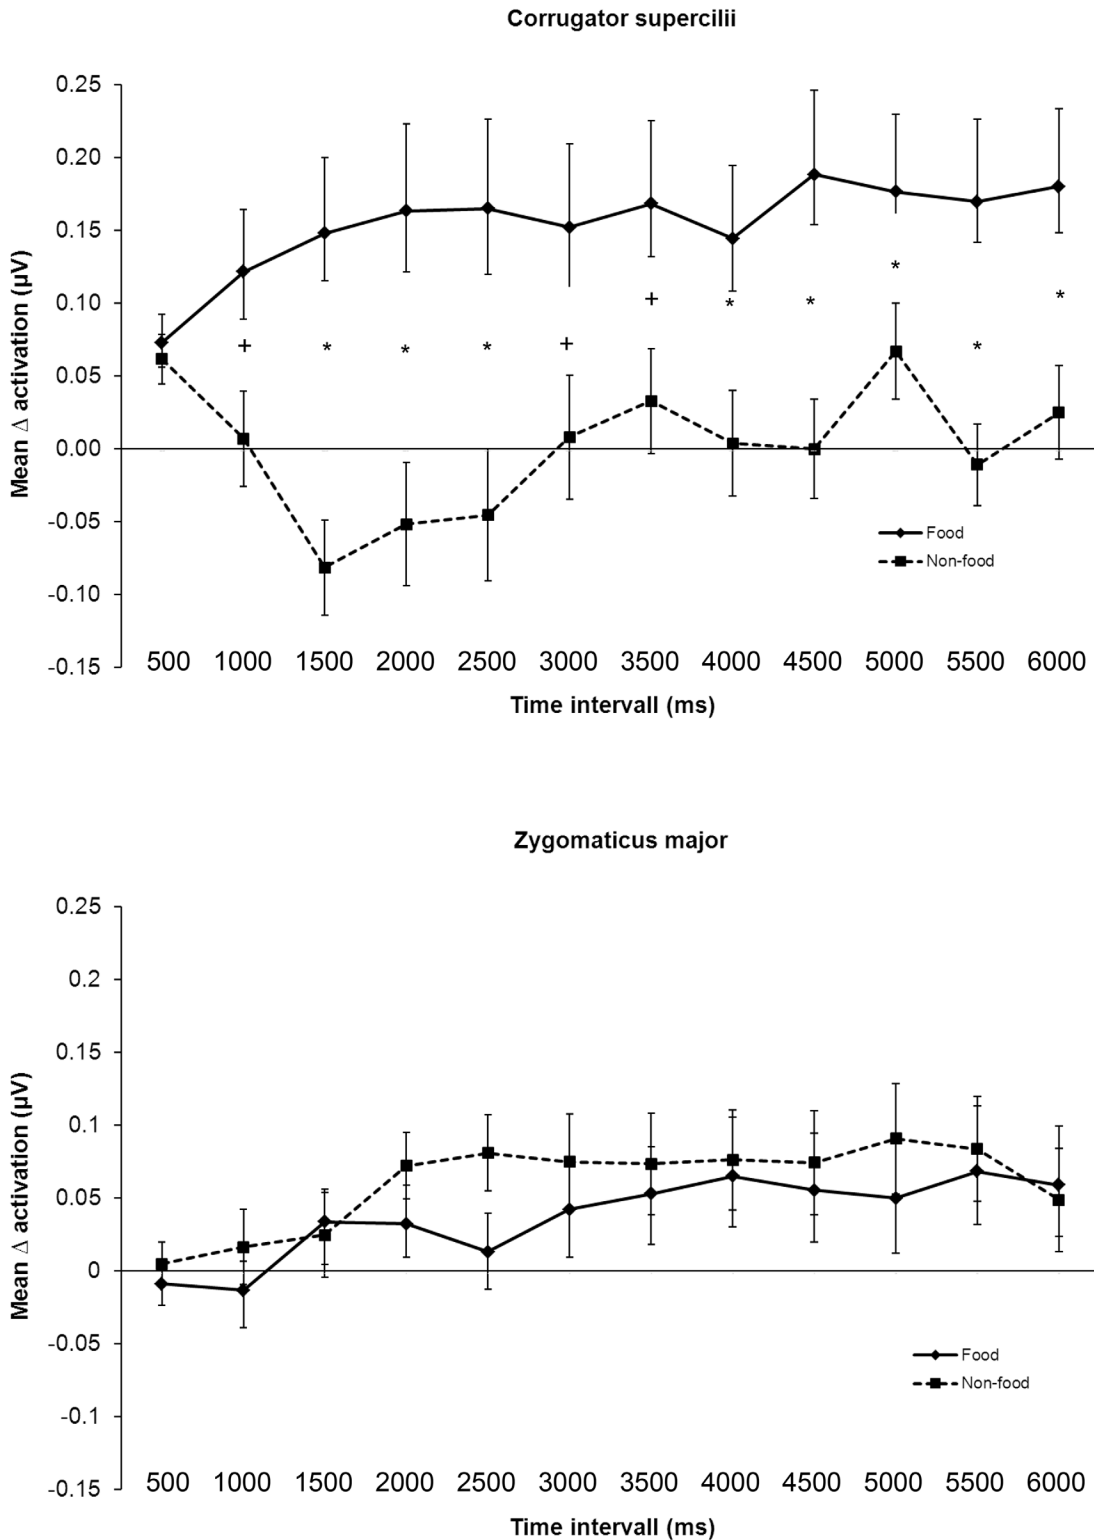 Corrugator supercilii
0.25
0.20
0.15
0.10
0.05
0.00
-0.05
-0.10
-0.15
Mean Δ activation (µV)
+ * * * + + * * * * *
Food
Non-food
500 1000 1500 2000 2500 3000 3500 4000 4500 5000 5500 6000
Time intervall (ms)
Zygomaticus major
0.25
0.2
0.15
0.1
0.05
0
-0.05
-0.1
-0.15
Mean Δ activation (µV)
Food
Non-food
500 1000 1500 2000 2500 3000 3500 4000 4500 5000 5500 6000
Time intervall (ms)